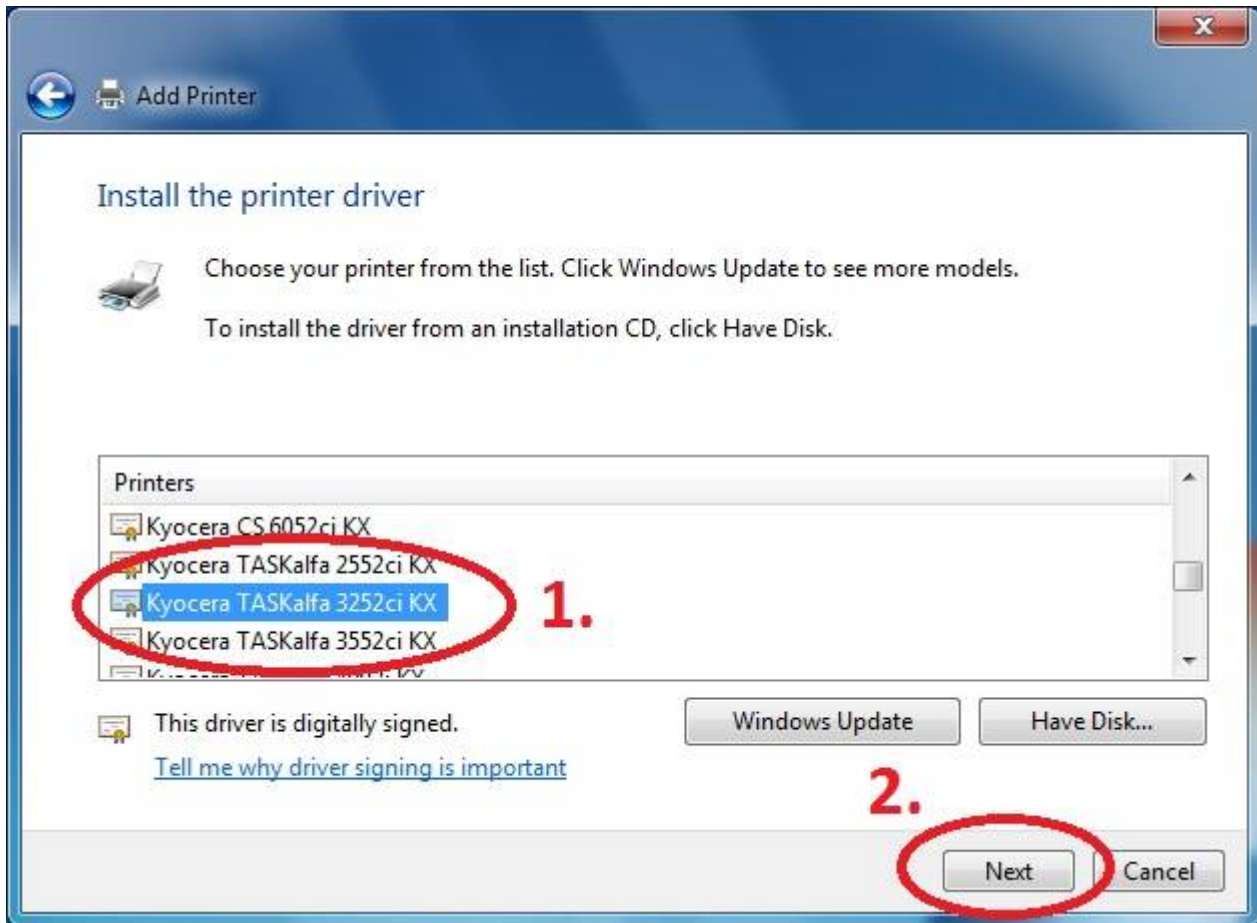 Add Printer
Install the printer driver
Choose your printer from the list. Click Windows Update to see more models.
To install the driver from an installation CD, click Have Disk.
Printers
Kyocera CS 6052ci KX
Kyocera TASKalfa 2552ci KX
Kyocera TASKalfa 3252ci KX
1.
Kyocera TASKalfa 3552ci KX
This driver is digitally signed.
Windows Update
Have Disk...
Tell me why driver signing is important
2.
Next
Cancel